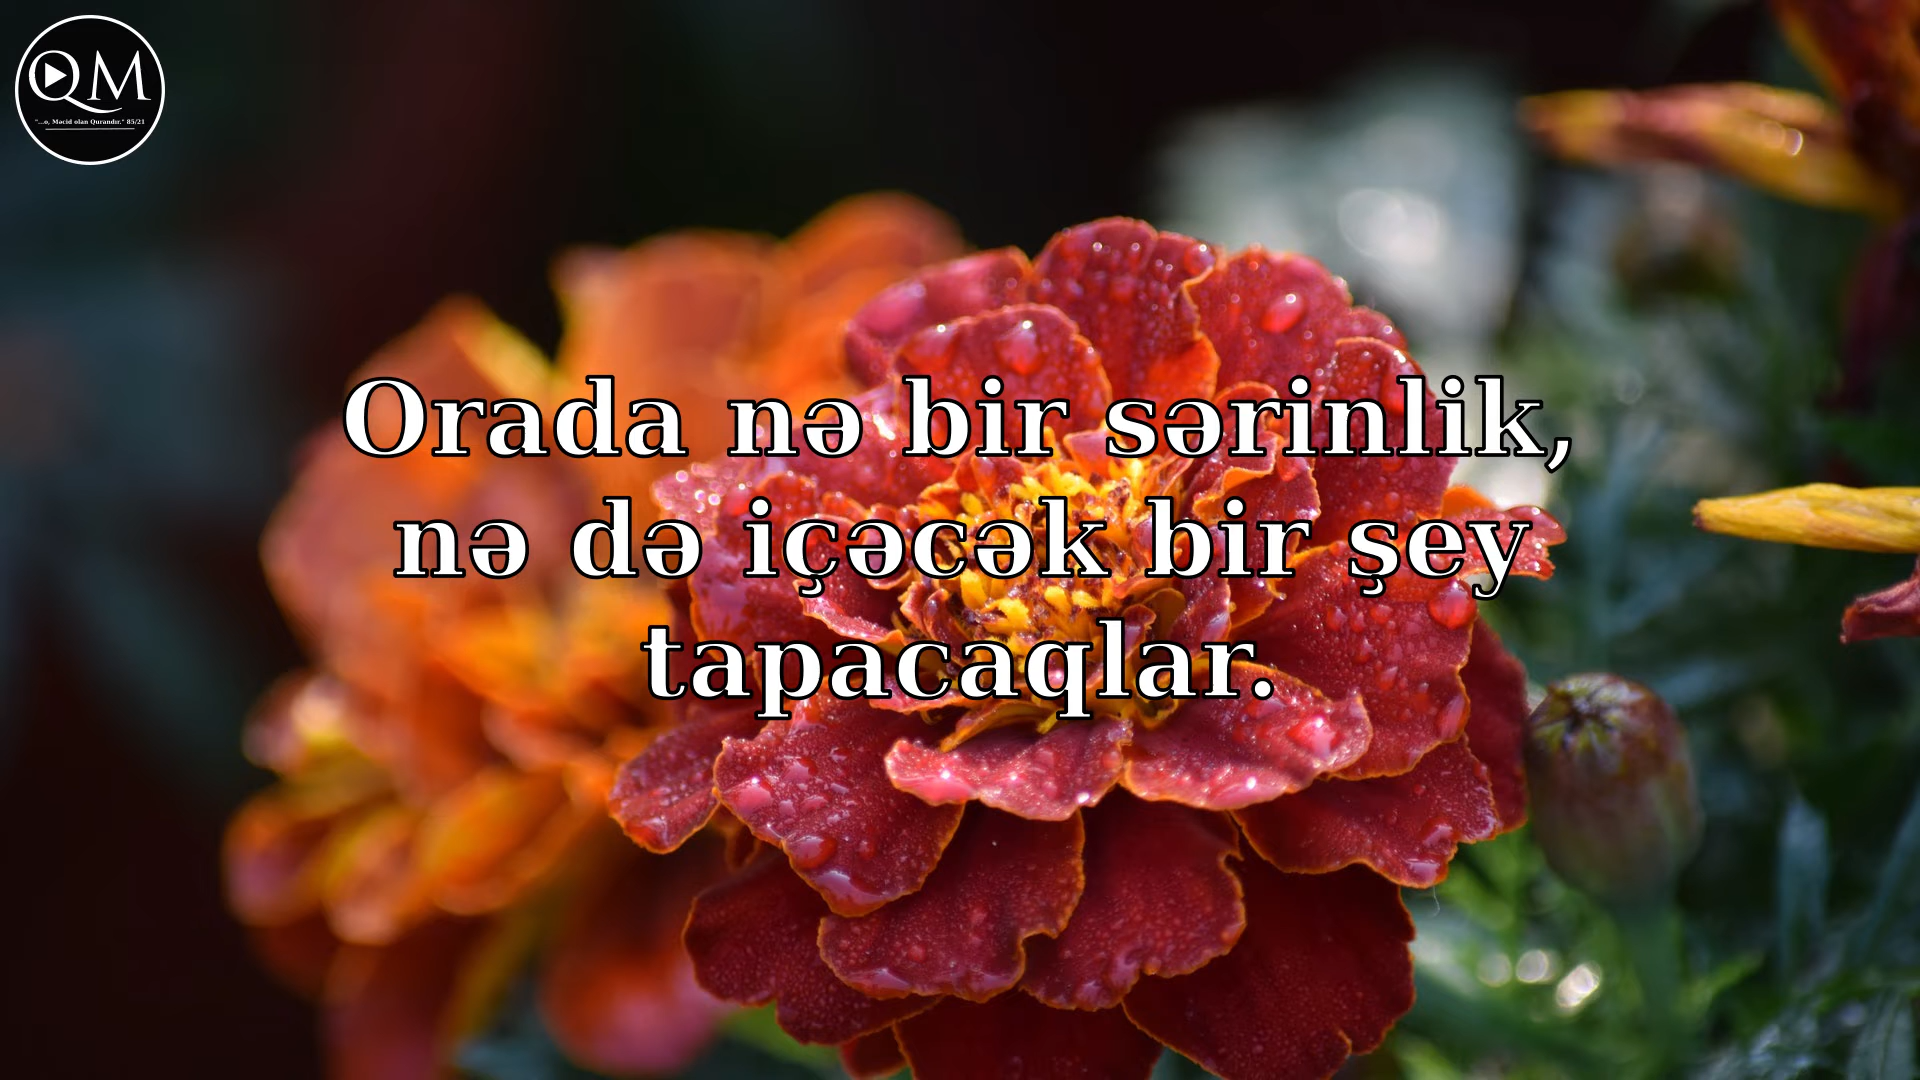 QM
"...o, Məcid olan Qurandır." 85/21
Orada nə bir sərinlik,
nə də içəcək bir şey
tapacaqlar.